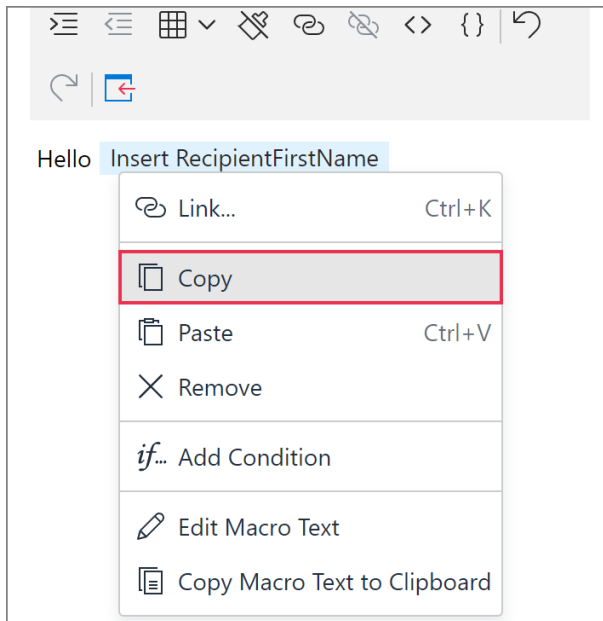 Hello Insert RecipientFirstName
Link... Ctrl+K
Copy
Paste Ctrl+V
Remove
if... Add Condition
Edit Macro Text
Copy Macro Text to Clipboard